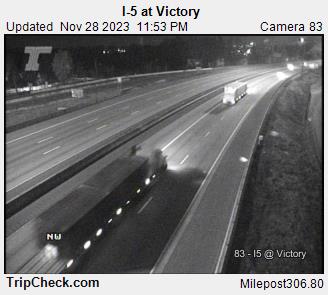 I-5 at Victory
Updated  Nov 28 2023  11:53 PM
Camera 83
NW
83 - I5 @ Victory
TripCheck.com
Milepost306.80